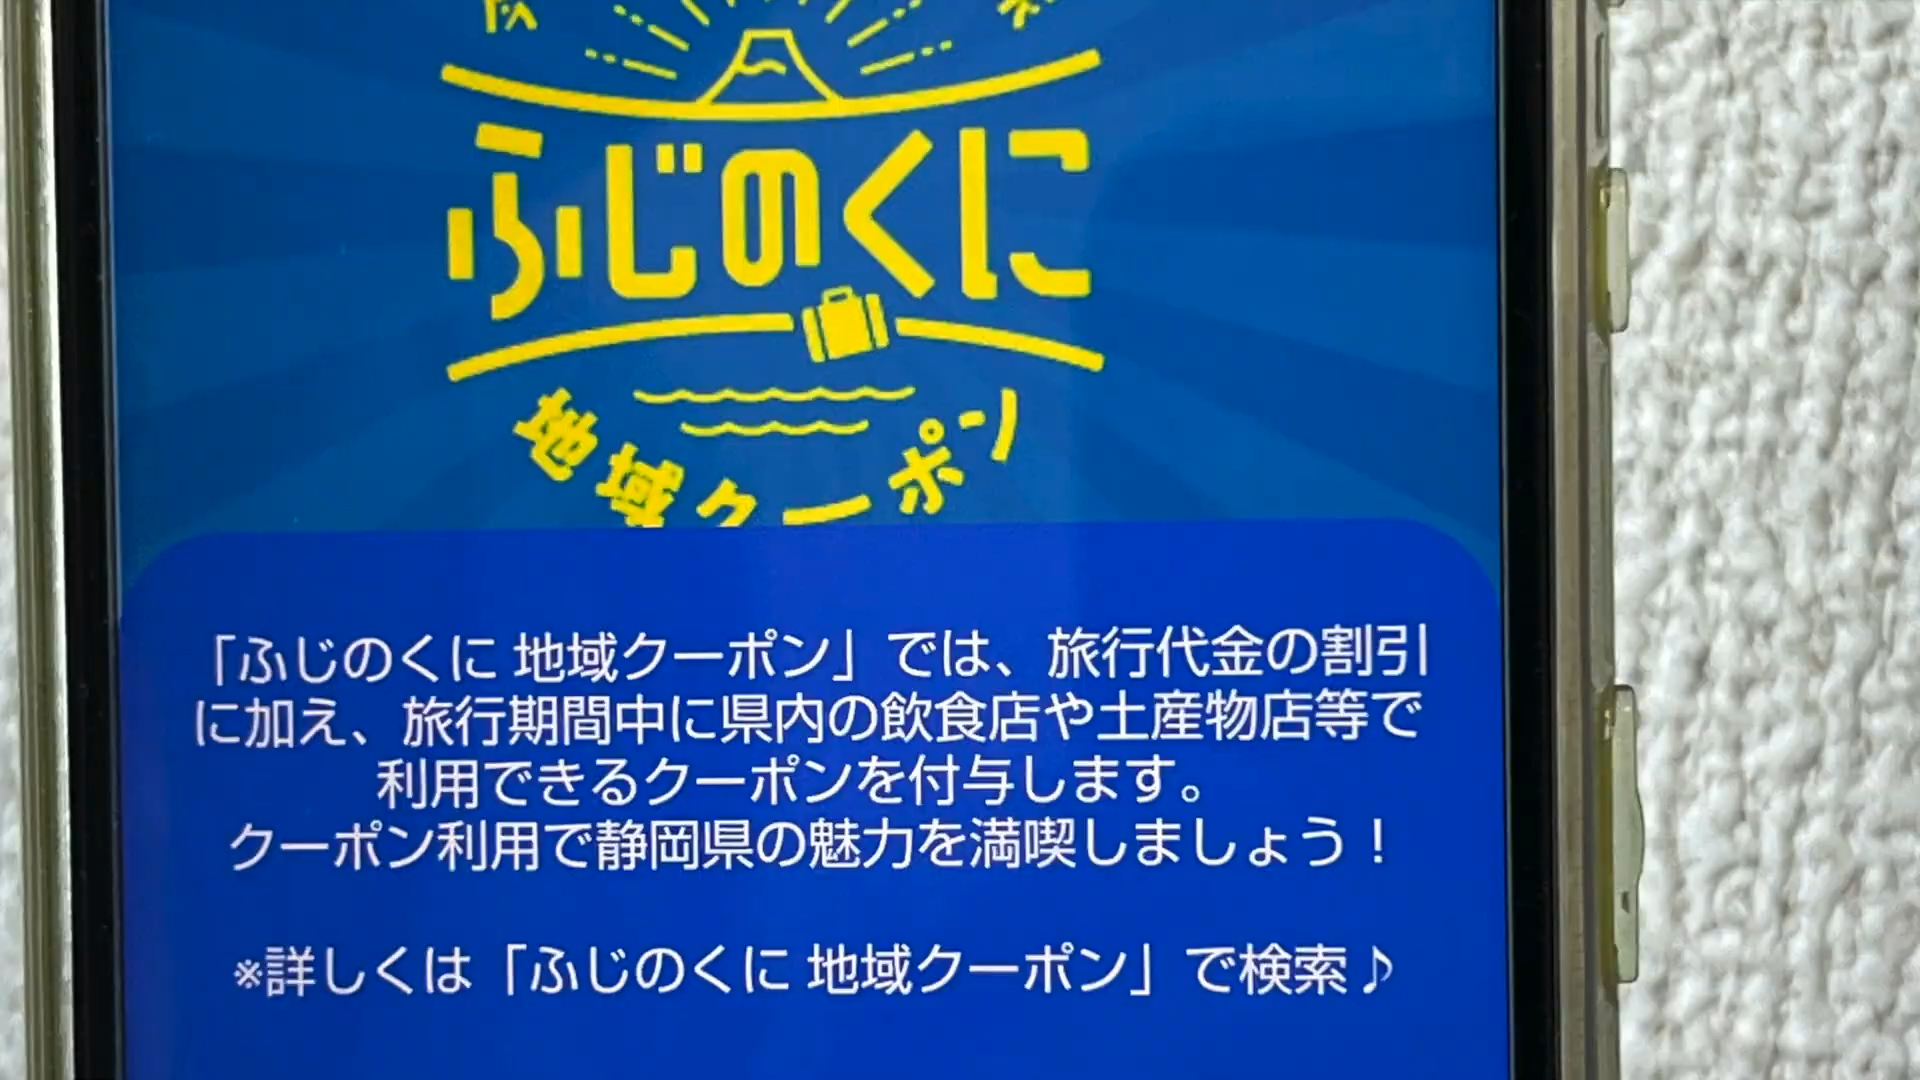 ふじのくに
地域クーポン
「ふじのくに 地域クーポン」では、旅行代金の割引
に加え、旅行期間中に県内の飲食店や土産物店等で
利用できるクーポンを付与します。
クーポン利用で静岡県の魅力を満喫しましょう！
※詳しくは「ふじのくに 地域クーポン」で検索♪